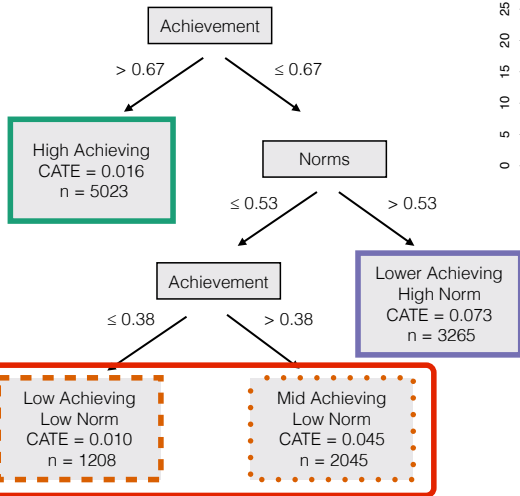 Achievement
> 0.67
≤ 0.67
High Achieving
CATE = 0.016
n = 5023
Norms
≤ 0.53
> 0.53
Achievement
Lower Achieving
High Norm
CATE = 0.073
n = 3265
≤ 0.38
> 0.38
Low Achieving
Low Norm
CATE = 0.010
n = 1208
Mid Achieving
Low Norm
CATE = 0.045
n = 2045
25
20
15
10
5
0